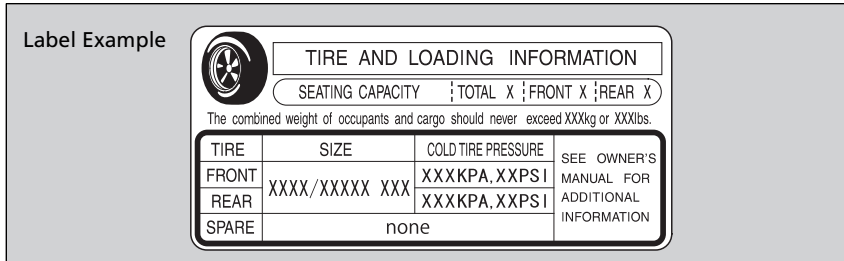 Label Example
TIRE AND LOADING INFORMATION
SEATING CAPACITY TOTAL X FRONT X REAR X
The combined weight of occupants and cargo should never exceed XXXkg or XXXlbs.
TIRE SIZE COLD TIRE PRESSURE
FRONT XXXX/XXXXX XXX XXXKPA,XXPSI
REAR XXXKPA,XXPSI
SPARE none
SEE OWNER'S
MANUAL FOR
ADDITIONAL
INFORMATION